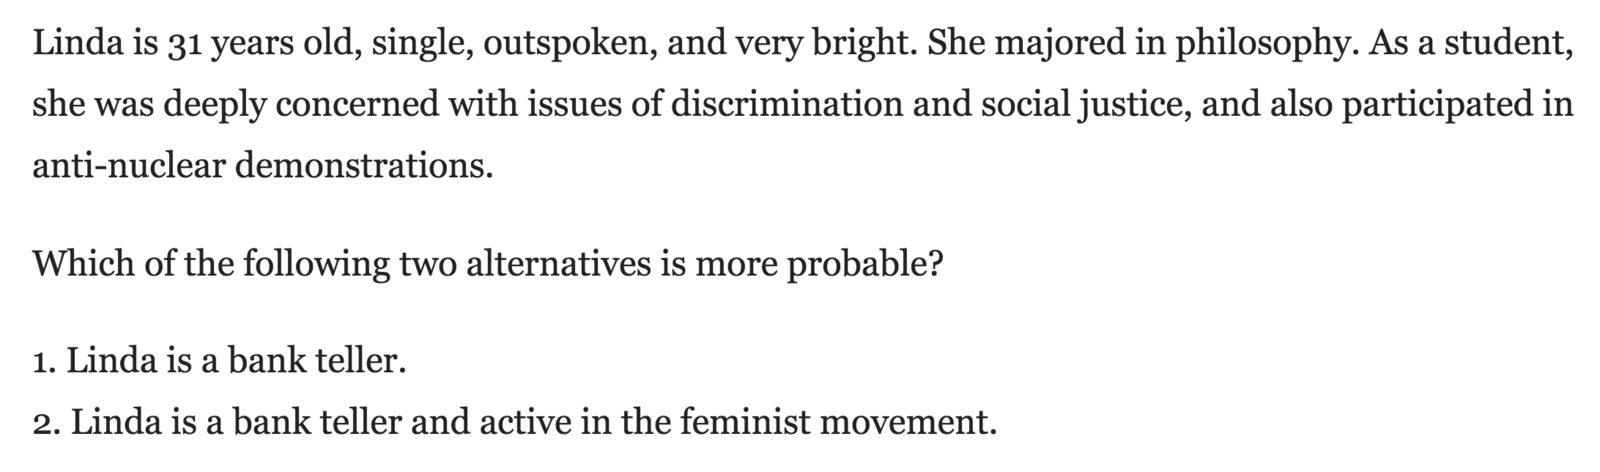 Linda is 31 years old, single, outspoken, and very bright. She majored in philosophy. As a student,
she was deeply concerned with issues of discrimination and social justice, and also participated in
anti-nuclear demonstrations.
Which of the following two alternatives is more probable?
1. Linda is a bank teller.
2. Linda is a bank teller and active in the feminist movement.